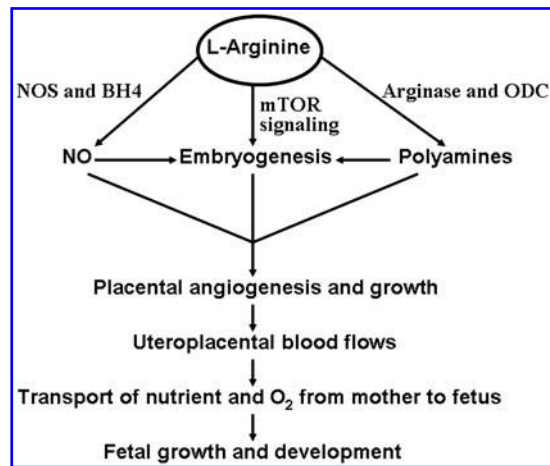 L-Arginine
NOS and BH4
Arginase and ODC
mTOR
signaling
NO
Embryogenesis
Polyamines
Placental angiogenesis and growth
Uteroplacental blood flows
Transport of nutrient and O₂ from mother to fetus
Fetal growth and development